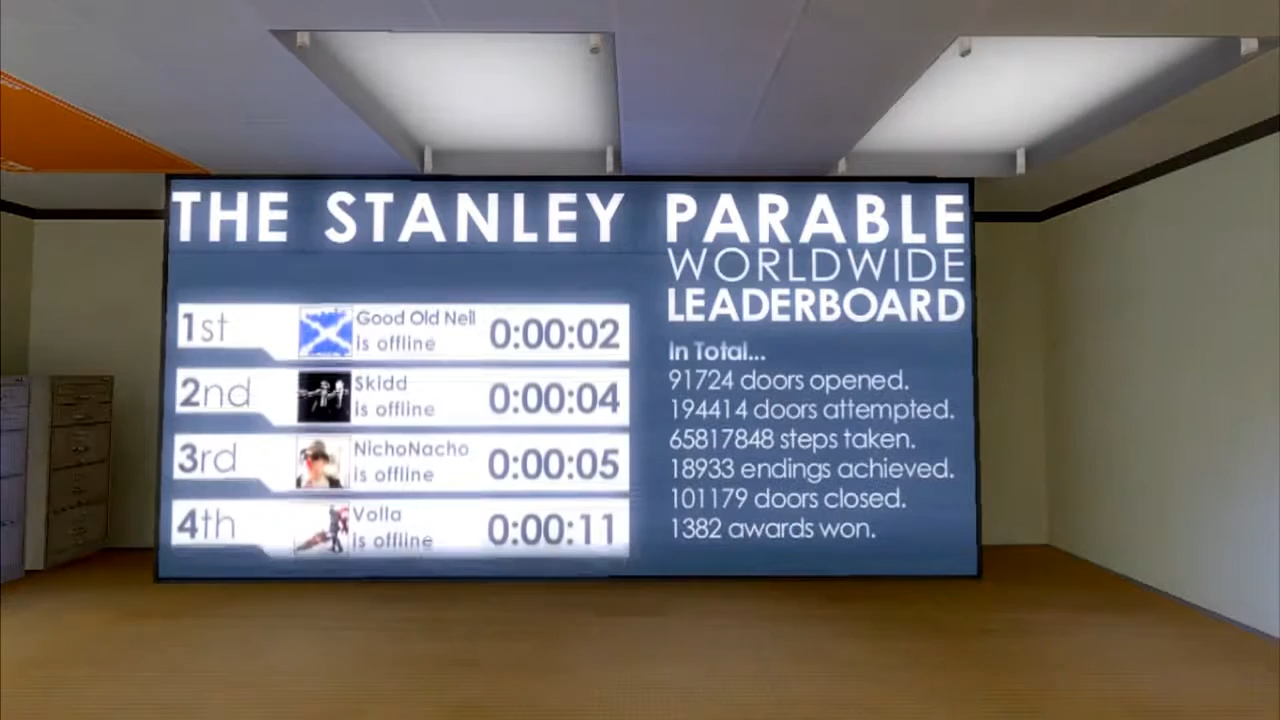 THE STANLEY PARABLE
WORLDWIDE
LEADERBOARD
1st
Good Old Neil
is offline
0:00:02
2nd
Skidd
is offline
0:00:04
3rd
NichoNacho
is offline
0:00:05
4th
Volla
is offline
0:00:11
In Total...
91724 doors opened.
194414 doors attempted.
65817848 steps taken.
18933 endings achieved.
101179 doors closed.
1382 awards won.